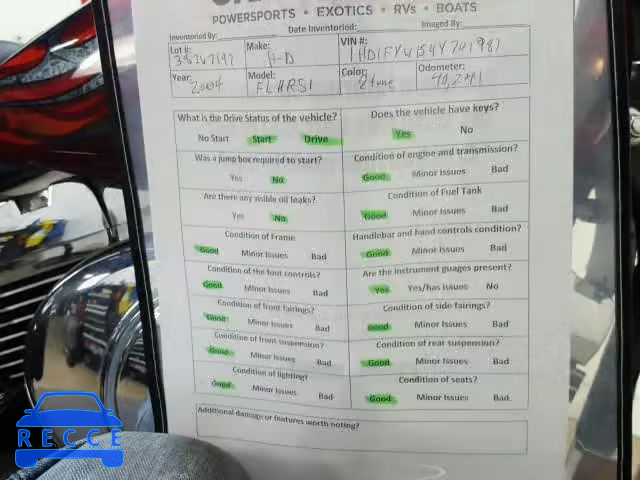 POWERSPORTS • EXOTICS • RVs • BOATS
Inventoried By: Date Inventoried: Imaged By:
Lot #: 38267197 Make: H-D VIN #:
Year: 2004 Model: Color: 2 tone Odometer: 40,241
What is the Drive Status of the vehicle? Does the vehicle have keys?
No Start Start Drive Yes No
Was a jump box required to start? Condition of engine and transmission?
Yes No Good Minor Issues Bad
Are there any visible oil leaks? Condition of Fuel Tank
Yes No Good Minor Issues Bad
Condition of Frame Handlebar and hand controls condition?
Good Minor Issues Bad Good Minor Issues Bad
Condition of the foot controls? Are the instrument guages present?
Good Minor Issues Bad Yes Yes/has issues No
Condition of front fairings? Condition of side fairings?
Good Minor Issues Bad Good Minor Issues Bad
Condition of front suspension? Condition of rear suspension?
Good Minor Issues Bad Good Minor Issues Bad
Condition of lighting? Condition of seats?
Good Minor Issues Bad Good Minor Issues Bad
Additional damage or features worth noting?
RECCE